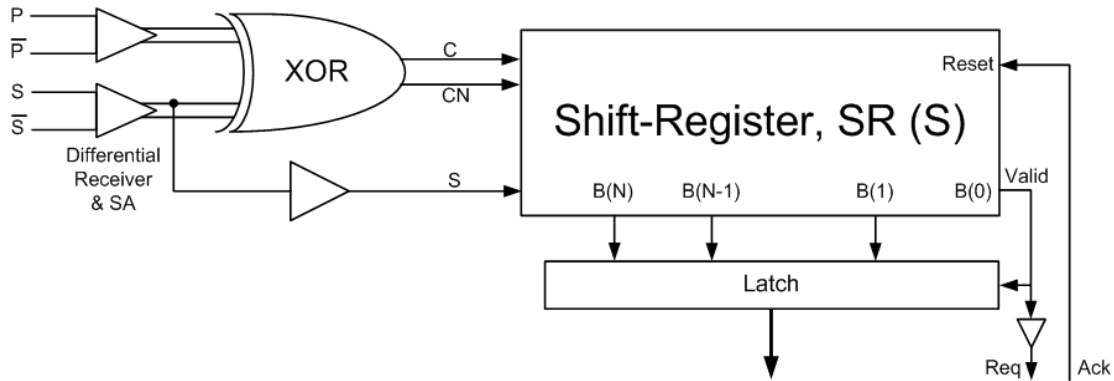 P
P̅
S
S̅
Differential
Receiver
& SA
XOR
C
CN
S
Reset
Shift-Register, SR (S)
B(N)
B(N-1)
B(1)
B(0)
Valid
Latch
Req
Ack